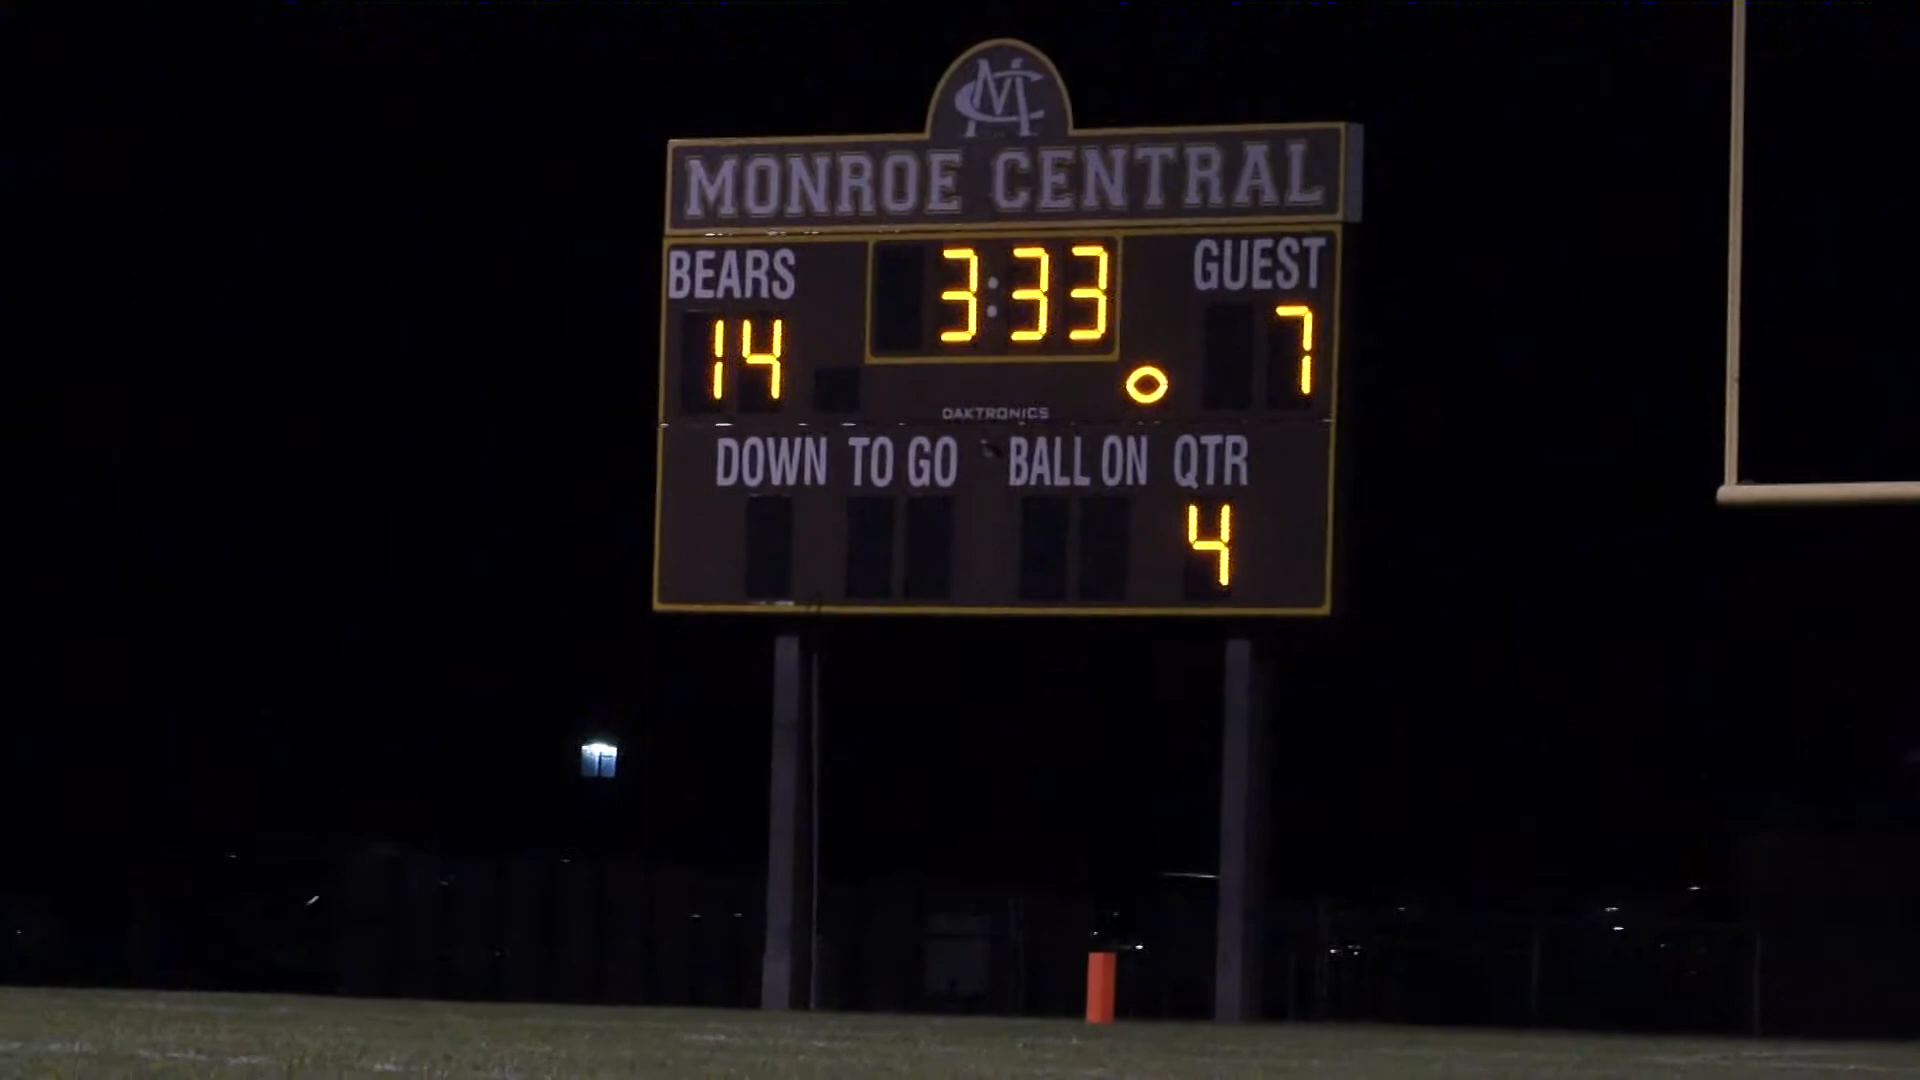 MC
MONROE CENTRAL
BEARS 3:33 GUEST
14 7
DAKTRONICS
DOWN TO GO BALL ON QTR
4